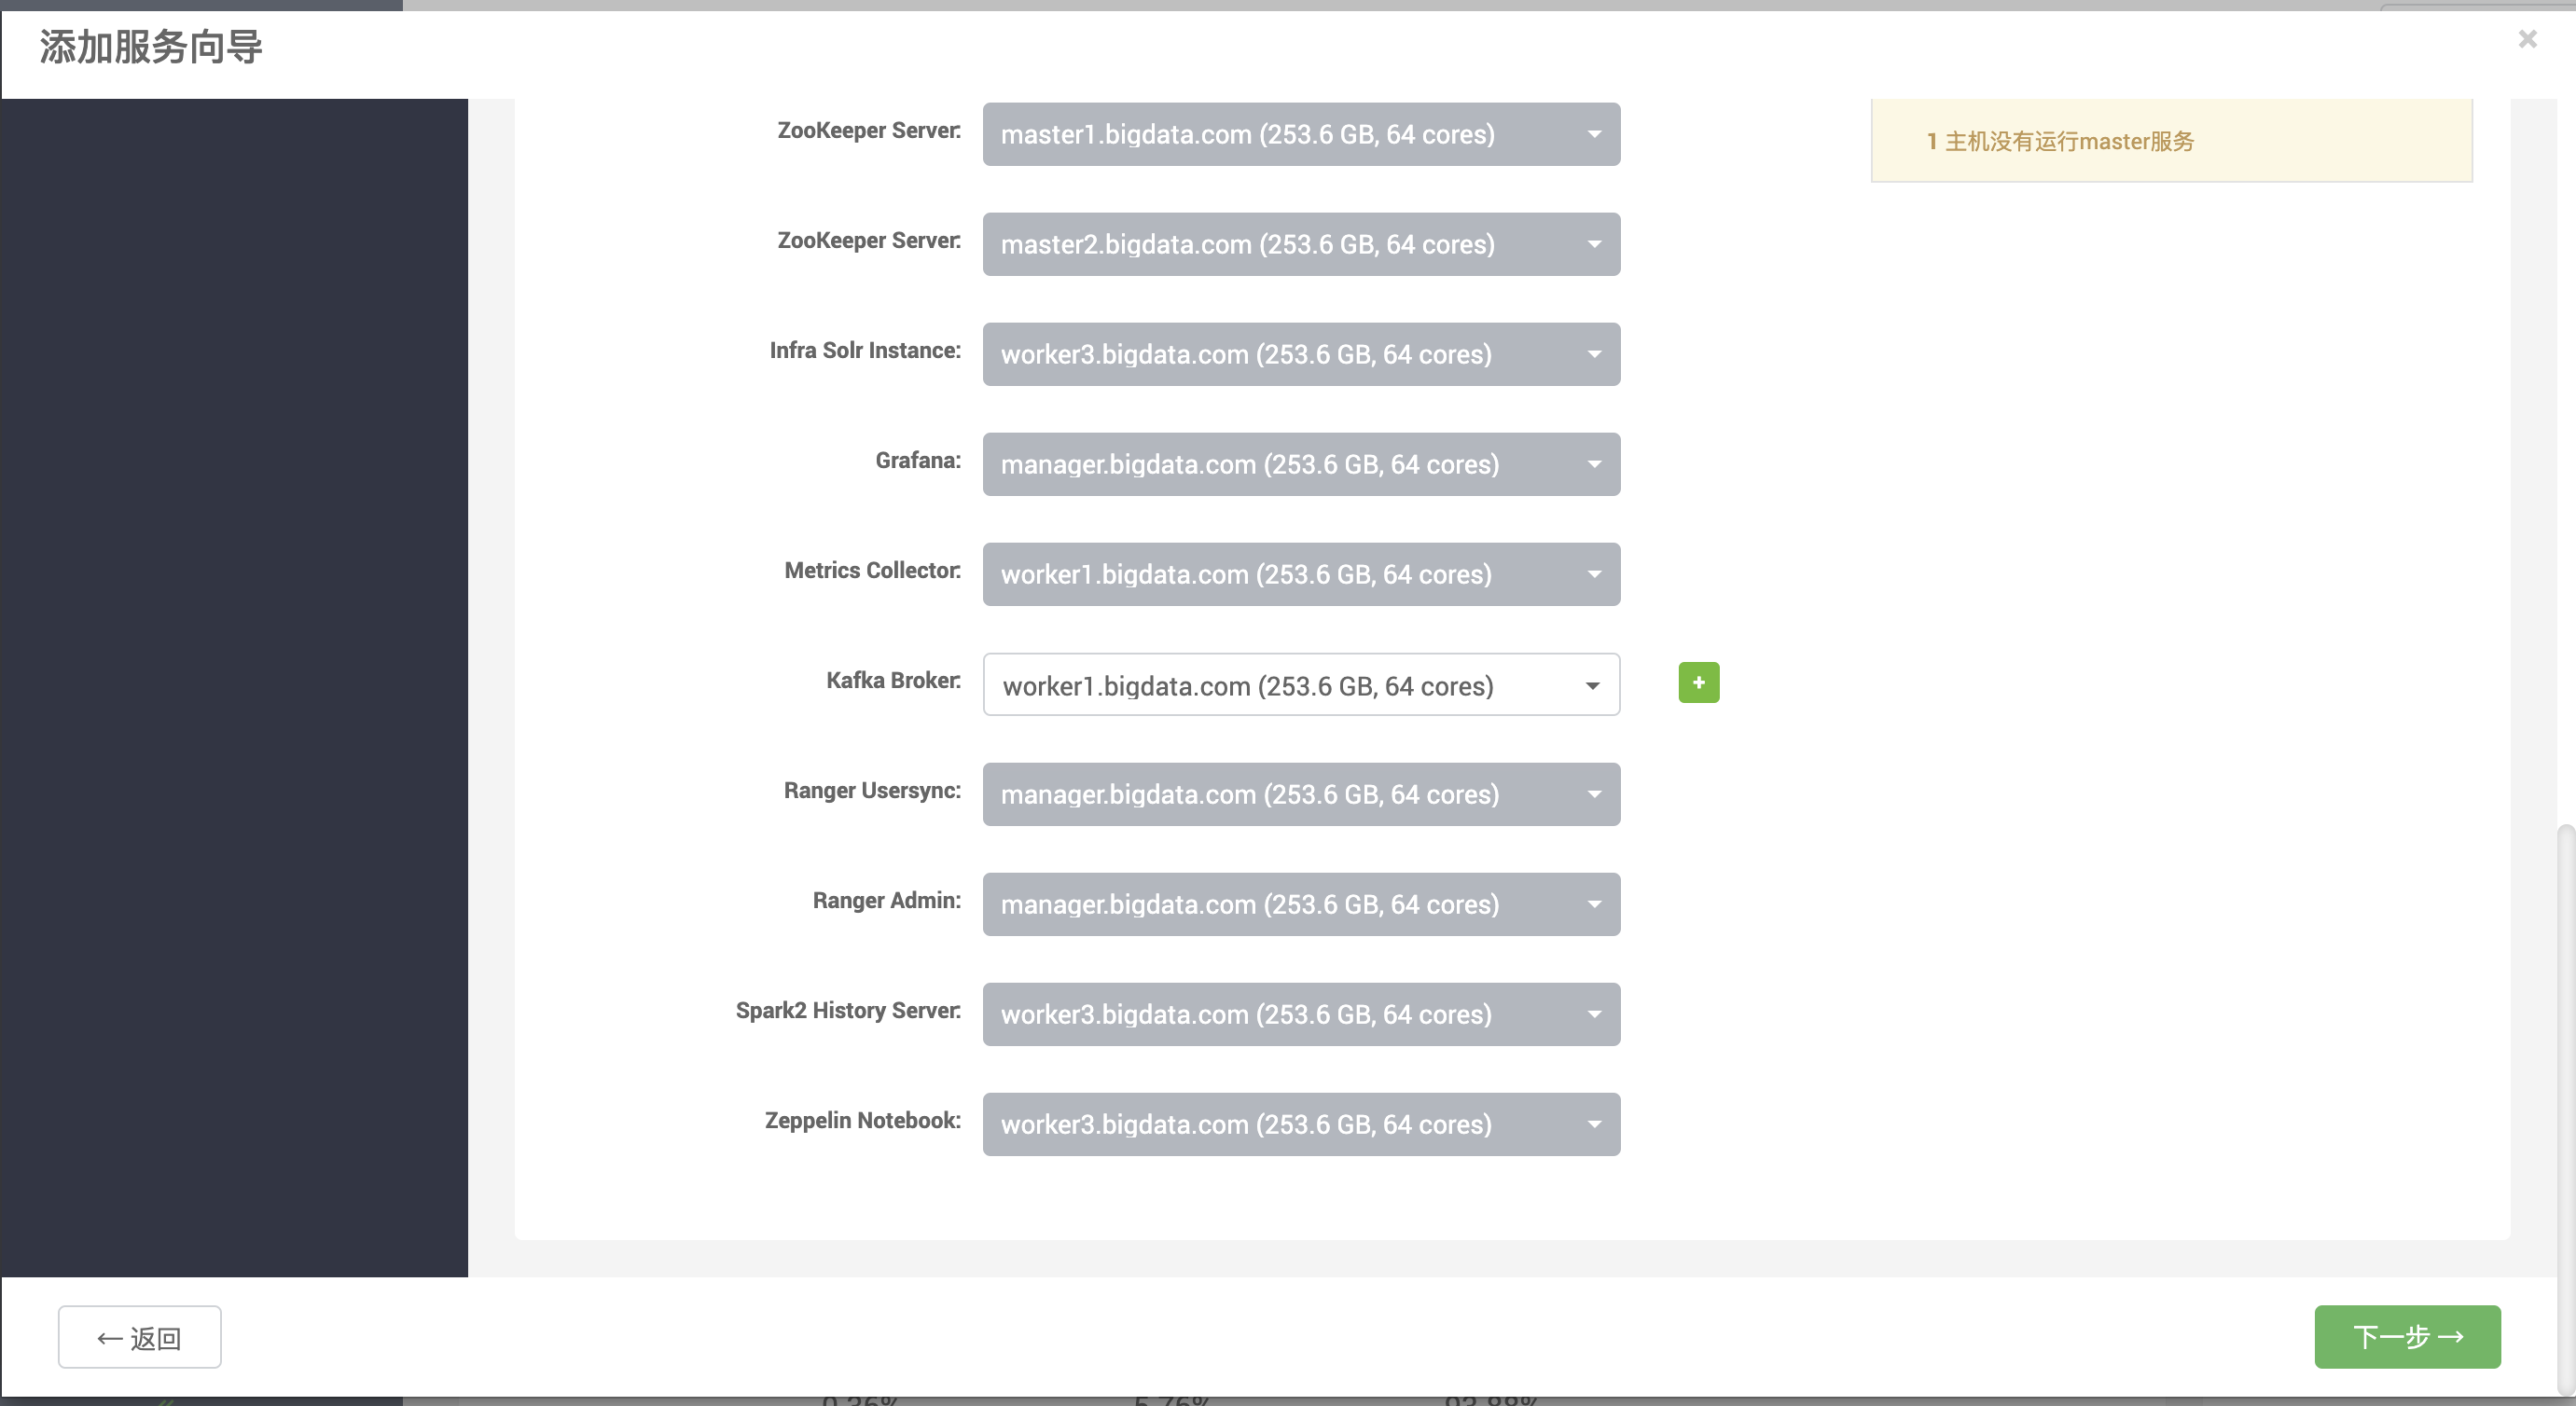 添加服务向导
×
ZooKeeper Server: master1.bigdata.com (253.6 GB, 64 cores)
1 主机没有运行master服务
ZooKeeper Server: master2.bigdata.com (253.6 GB, 64 cores)
Infra Solr Instance: worker3.bigdata.com (253.6 GB, 64 cores)
Grafana: manager.bigdata.com (253.6 GB, 64 cores)
Metrics Collector: worker1.bigdata.com (253.6 GB, 64 cores)
Kafka Broker: worker1.bigdata.com (253.6 GB, 64 cores) +
Ranger Usersync: manager.bigdata.com (253.6 GB, 64 cores)
Ranger Admin: manager.bigdata.com (253.6 GB, 64 cores)
Spark2 History Server: worker3.bigdata.com (253.6 GB, 64 cores)
Zeppelin Notebook: worker3.bigdata.com (253.6 GB, 64 cores)
← 返回
下一步 →